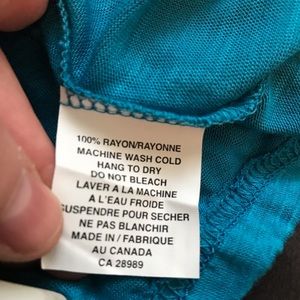 100% RAYON/RAYONNE
MACHINE WASH COLD
HANG TO DRY
DO NOT BLEACH
LAVER A LA MACHINE
A L'EAU FROIDE
SUSPENDRE POUR SECHER
NE PAS BLANCHIR
MADE IN / FABRIQUE
AU CANADA
CA 28989